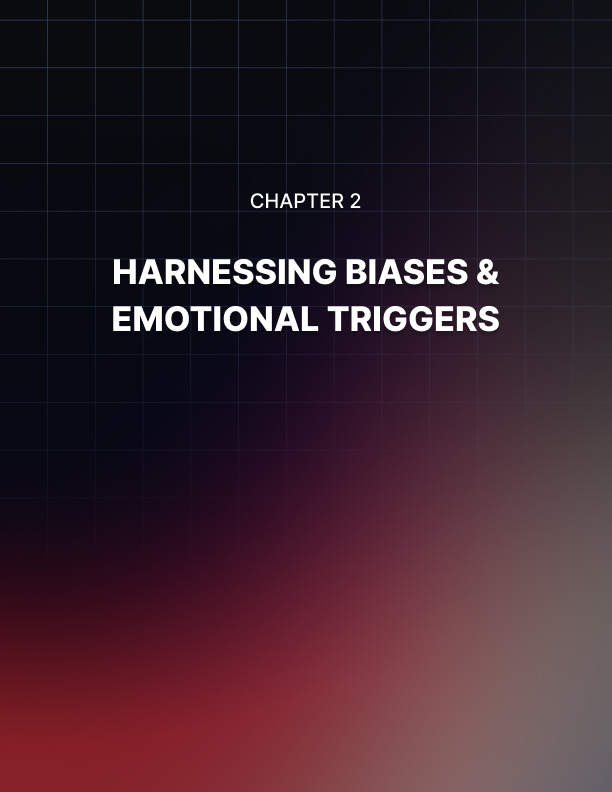 CHAPTER 2
HARNESSING BIASES &
EMOTIONAL TRIGGERS